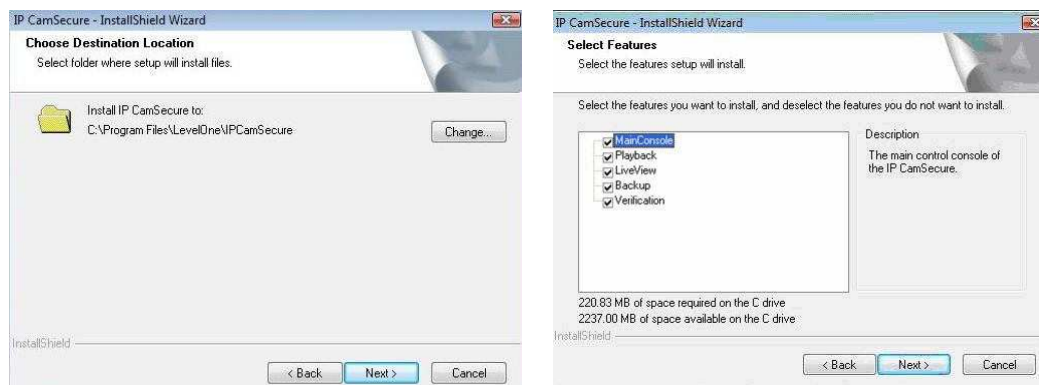 IP CamSecure - InstallShield Wizard
Choose Destination Location
Select folder where setup will install files.
Install IP CamSecure to:
C:\Program Files\LevelOne\IPCamSecure
Change...
InstallShield
< Back
Next >
Cancel
IP CamSecure - InstallShield Wizard
Select Features
Select the features setup will install.
Select the features you want to install, and deselect the features you do not want to install.
MainConsole
Playback
LiveView
Backup
Verification
Description
The main control console of
the IP CamSecure.
220.83 MB of space required on the C drive
2237.00 MB of space available on the C drive
InstallShield
< Back
Next >
Cancel